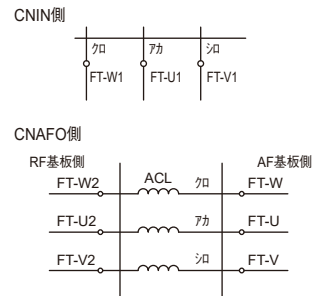 CNIN側
ｸﾛ ｱｶ ｼﾛ
FT-W1 FT-U1 FT-V1
CNAFO側
RF基板側 AF基板側
FT-W2 ACL ｸﾛ FT-W
FT-U2 ｱｶ FT-U
FT-V2 ｼﾛ FT-V